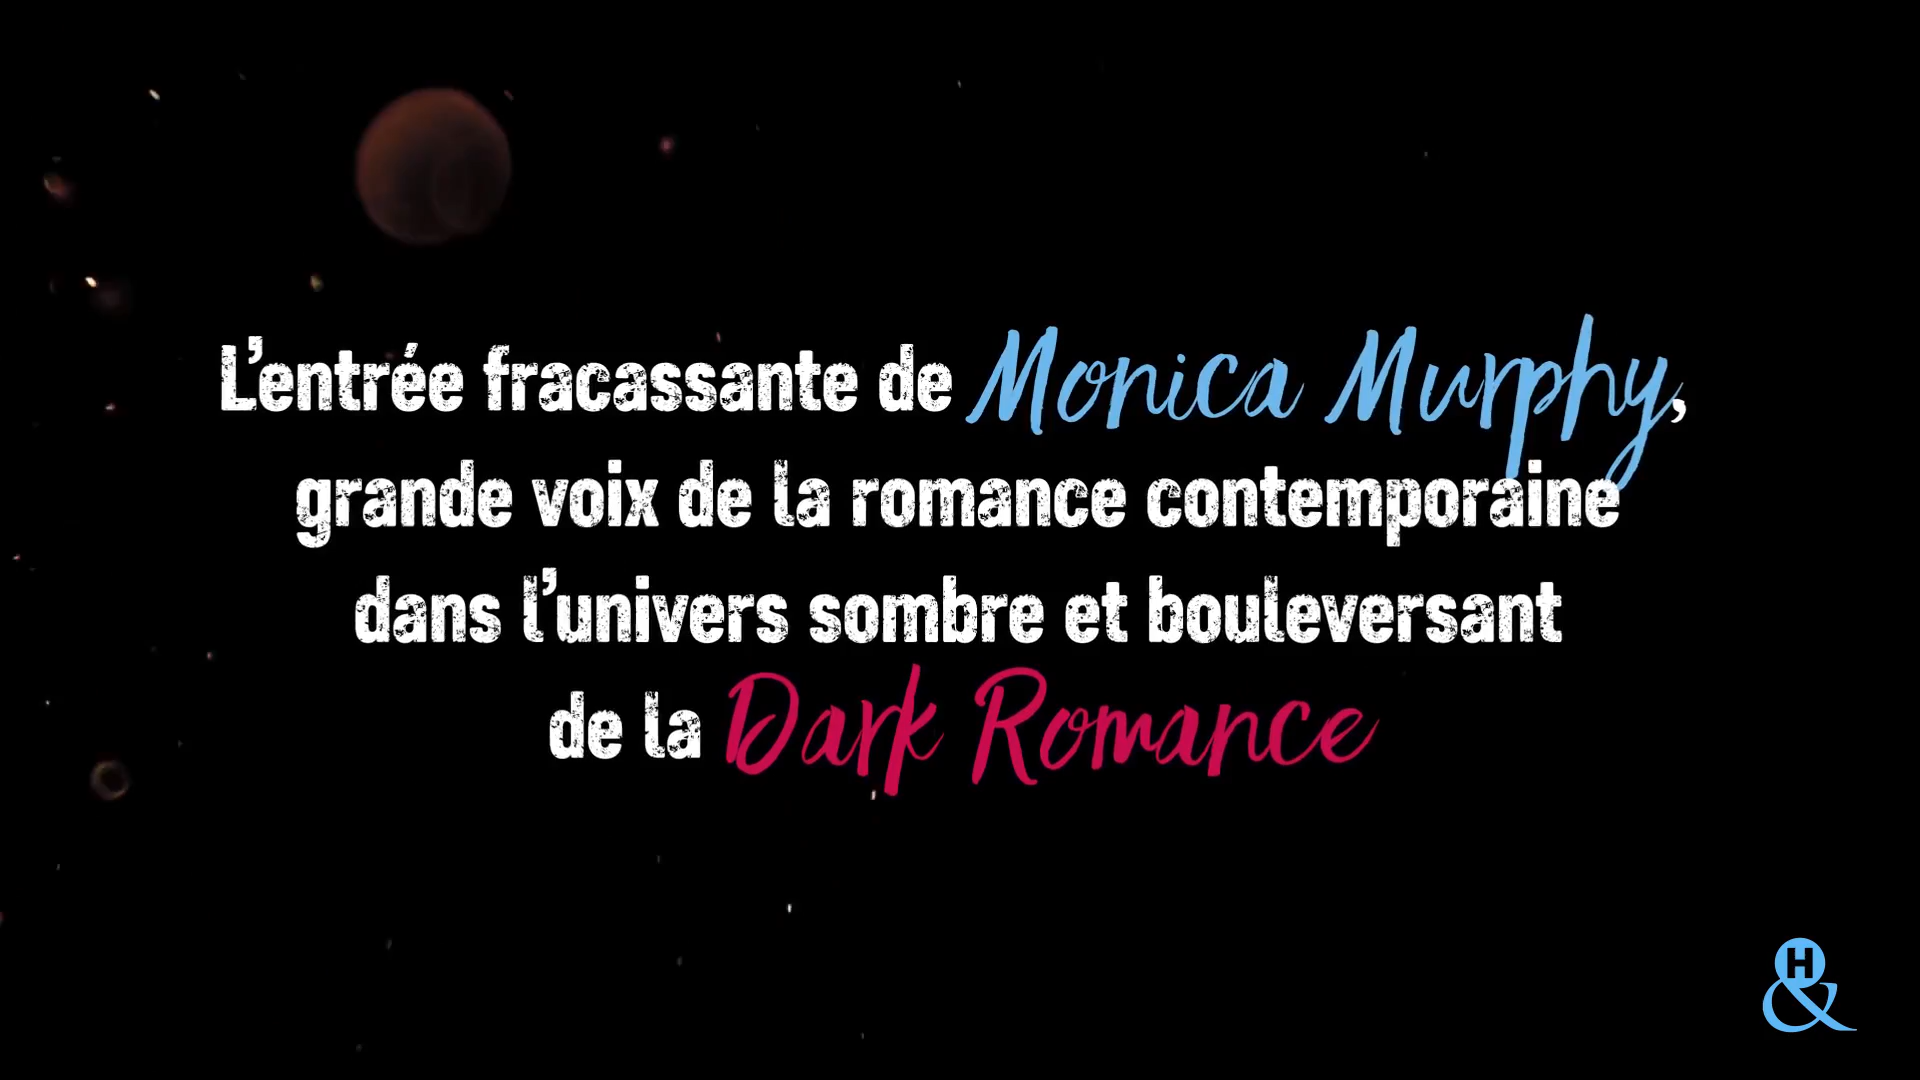 L'entrée fracassante de Monica Murphy,
grande voix de la romance contemporaine
dans l'univers sombre et bouleversant
de la Dark Romance
H
&